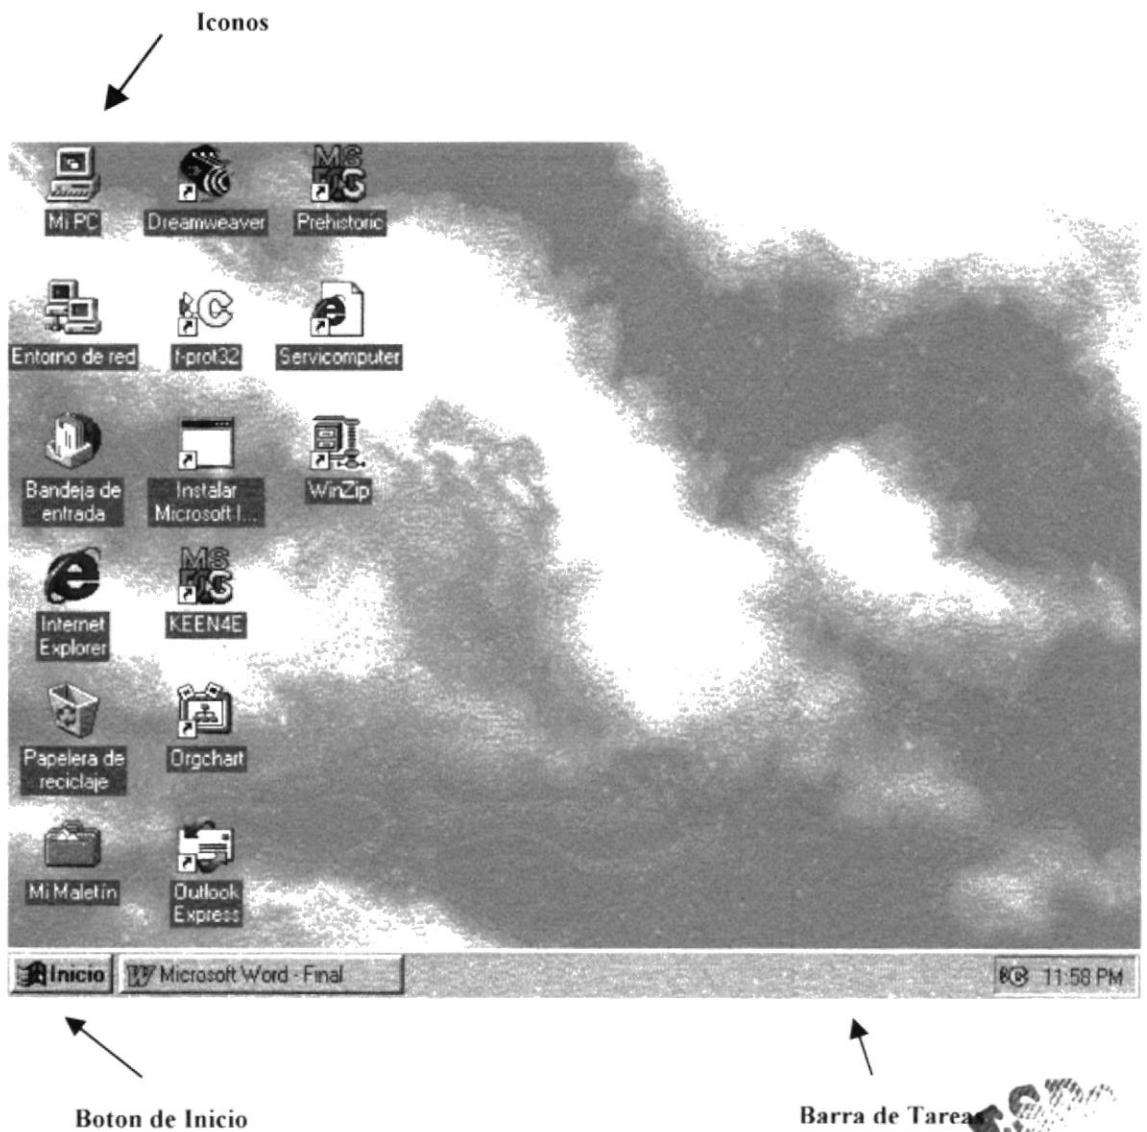 Iconos
Mi PC
Dreamweaver
Prehistoric
Entorno de red
f-prot32
Servicomputer
Bandeja de
entrada
Instalar
Microsoft I...
WinZip
Internet
Explorer
KEEN4E
Papelera de
reciclaje
Orgchart
Mi Maletín
Outlook
Express
Inicio
Microsoft Word - Final
11:58 PM
Boton de Inicio
Barra de Tareas